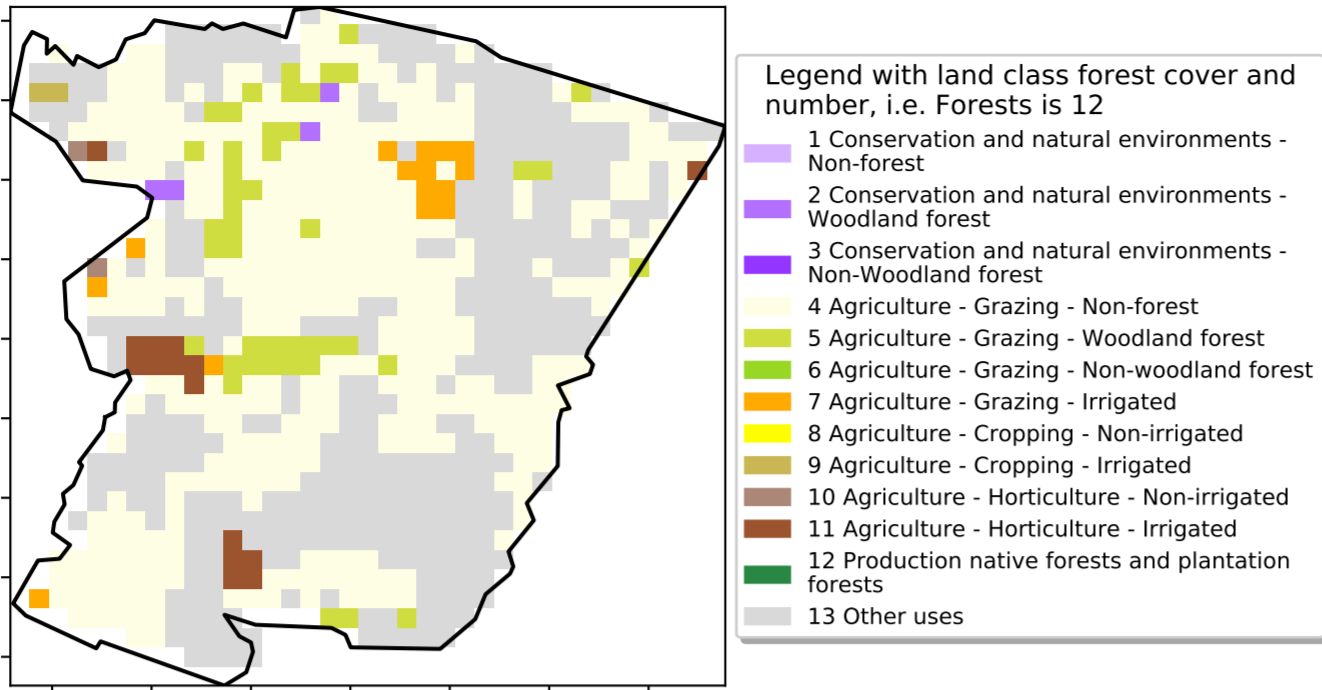 Legend with land class forest cover and
number, i.e. Forests is 12
1 Conservation and natural environments -
Non-forest
2 Conservation and natural environments -
Woodland forest
3 Conservation and natural environments -
Non-Woodland forest
4 Agriculture - Grazing - Non-forest
5 Agriculture - Grazing - Woodland forest
6 Agriculture - Grazing - Non-woodland forest
7 Agriculture - Grazing - Irrigated
8 Agriculture - Cropping - Non-irrigated
9 Agriculture - Cropping - Irrigated
10 Agriculture - Horticulture - Non-irrigated
11 Agriculture - Horticulture - Irrigated
12 Production native forests and plantation
forests
13 Other uses